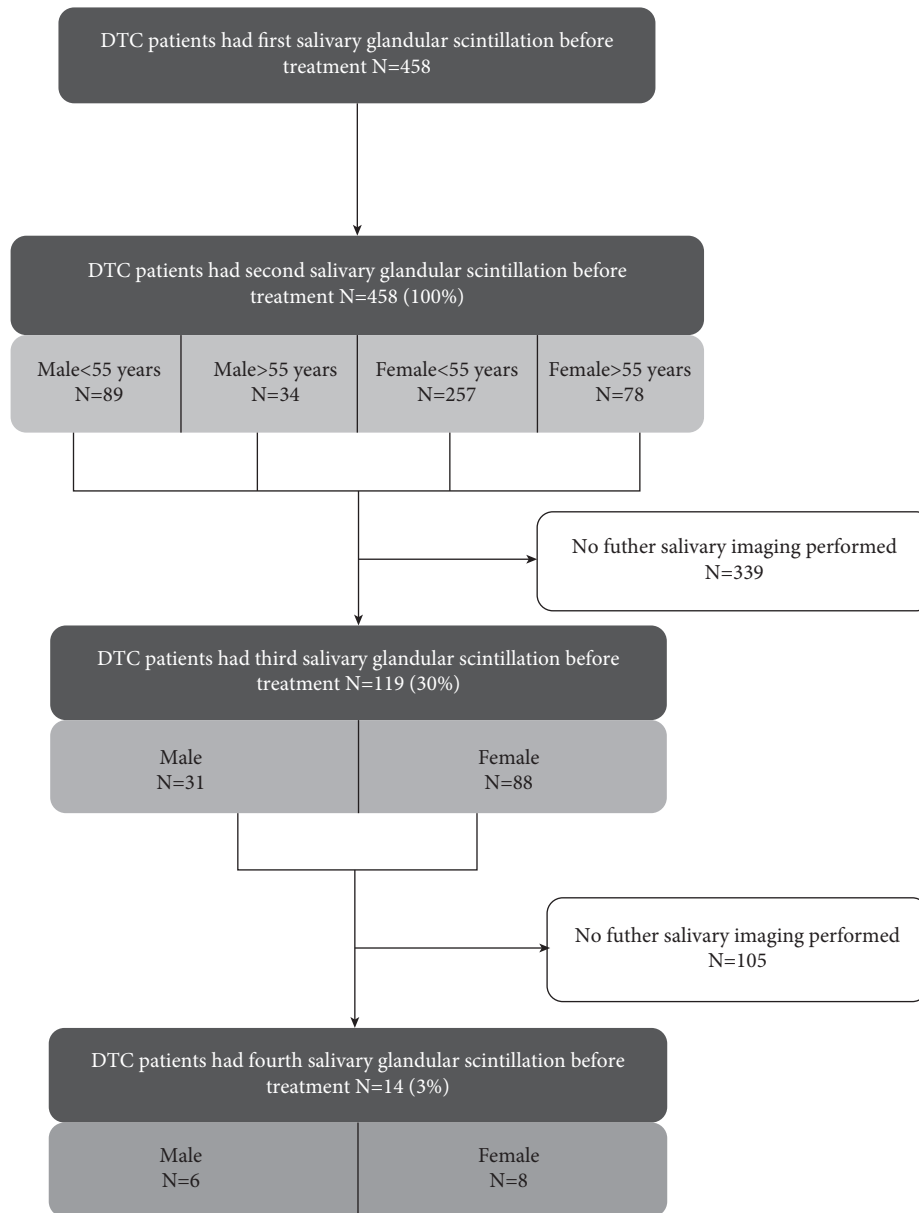 DTC patients had first salivary glandular scintillation before
treatment N=458
DTC patients had second salivary glandular scintillation before
treatment N=458 (100%)
Male<55 years
N=89
Male>55 years
N=34
Female<55 years
N=257
Female>55 years
N=78
No futher salivary imaging performed
N=339
DTC patients had third salivary glandular scintillation before
treatment N=119 (30%)
Male
N=31
Female
N=88
No futher salivary imaging performed
N=105
DTC patients had fourth salivary glandular scintillation before
treatment N=14 (3%)
Male
N=6
Female
N=8